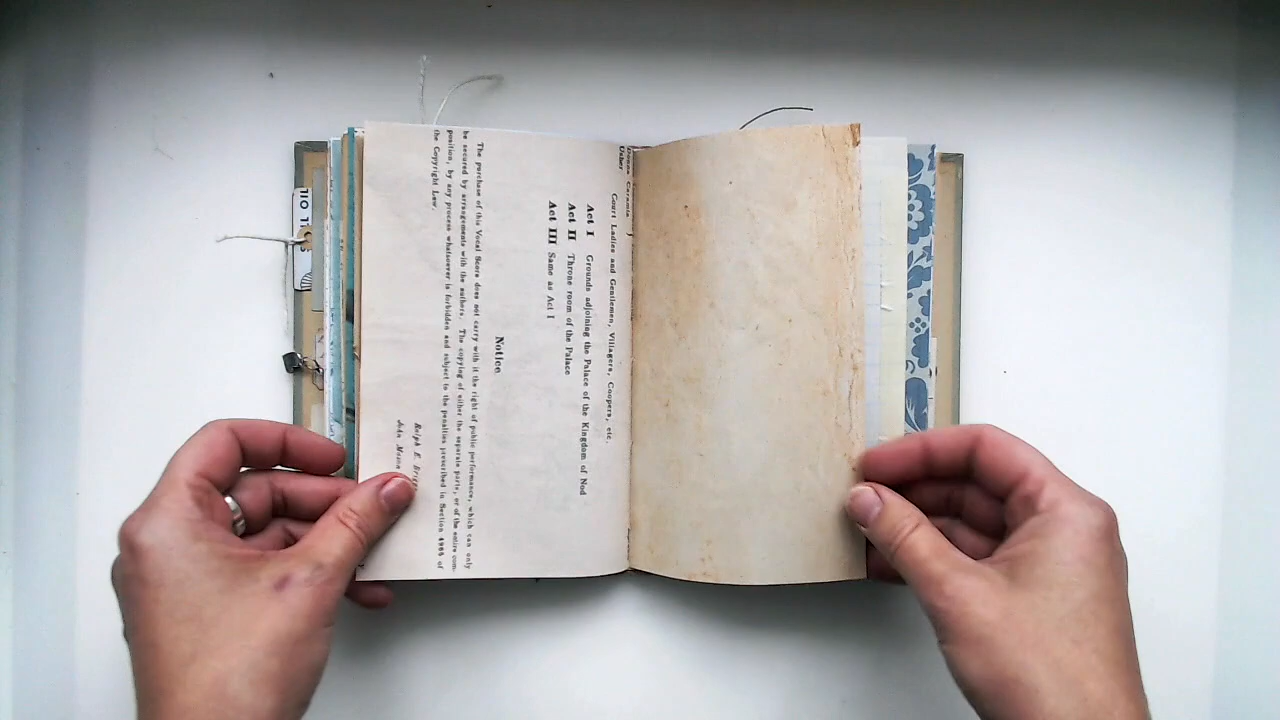 Usher
Court Ladies and Gentlemen, Villagers, Coopers, etc.
Act I Grounds adjoining the Palace of the Kingdom of Nod
Act II Throne room of the Palace
Act III Same as Act I
Notice
The purchase of this Vocal Score does not carry with it the right of public performance, which can only
be secured by arrangements with the authors. The copying of either the separate parts, or of the entire com-
position, by any process whatsoever is forbidden and subject to the penalties prescribed in Section 4966 of
the Copyright Law.
Ralph E.
John Mason